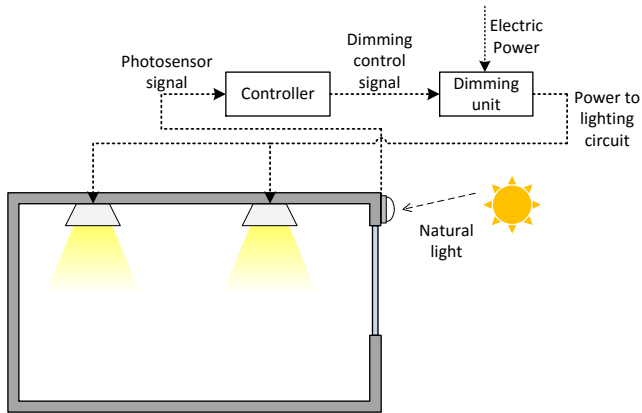 Electric
Power
Photosensor
signal
Dimming
control
signal
Controller
Dimming
unit
Power to
lighting
circuit
Natural
light